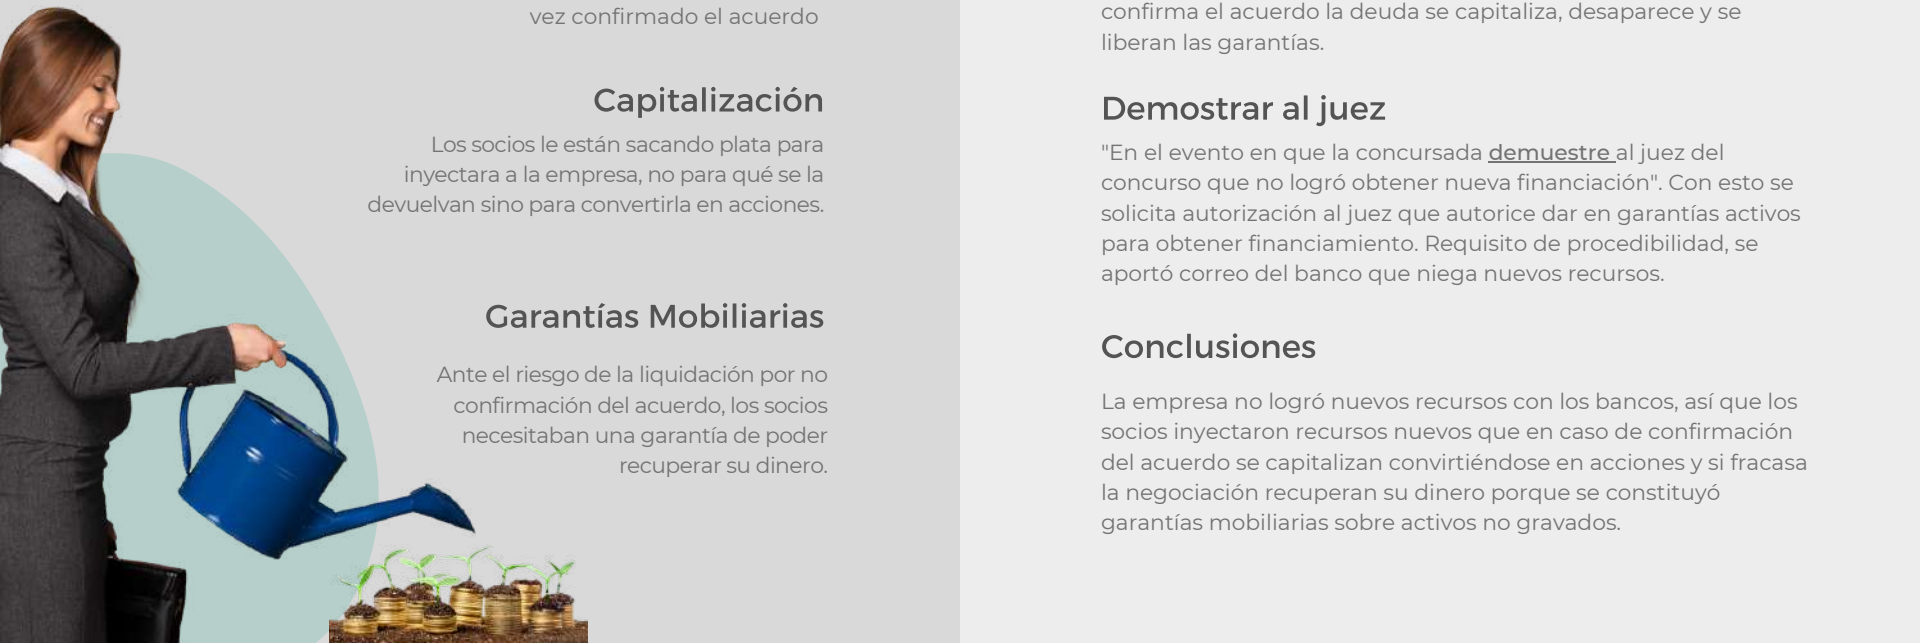 vez confirmado el acuerdo
Capitalización
Los socios le están sacando plata para
inyectara a la empresa, no para qué se la
devuelvan sino para convertirla en acciones.
Garantías Mobiliarias
Ante el riesgo de la liquidación por no
confirmación del acuerdo, los socios
necesitaban una garantía de poder
recuperar su dinero.
confirma el acuerdo la deuda se capitaliza, desaparece y se
liberan las garantías.
Demostrar al juez
"En el evento en que la concursada demuestre al juez del
concurso que no logró obtener nueva financiación". Con esto se
solicita autorización al juez que autorice dar en garantías activos
para obtener financiamiento. Requisito de procedibilidad, se
aportó correo del banco que niega nuevos recursos.
Conclusiones
La empresa no logró nuevos recursos con los bancos, así que los
socios inyectaron recursos nuevos que en caso de confirmación
del acuerdo se capitalizan convirtiéndose en acciones y si fracasa
la negociación recuperan su dinero porque se constituyó
garantías mobiliarias sobre activos no gravados.